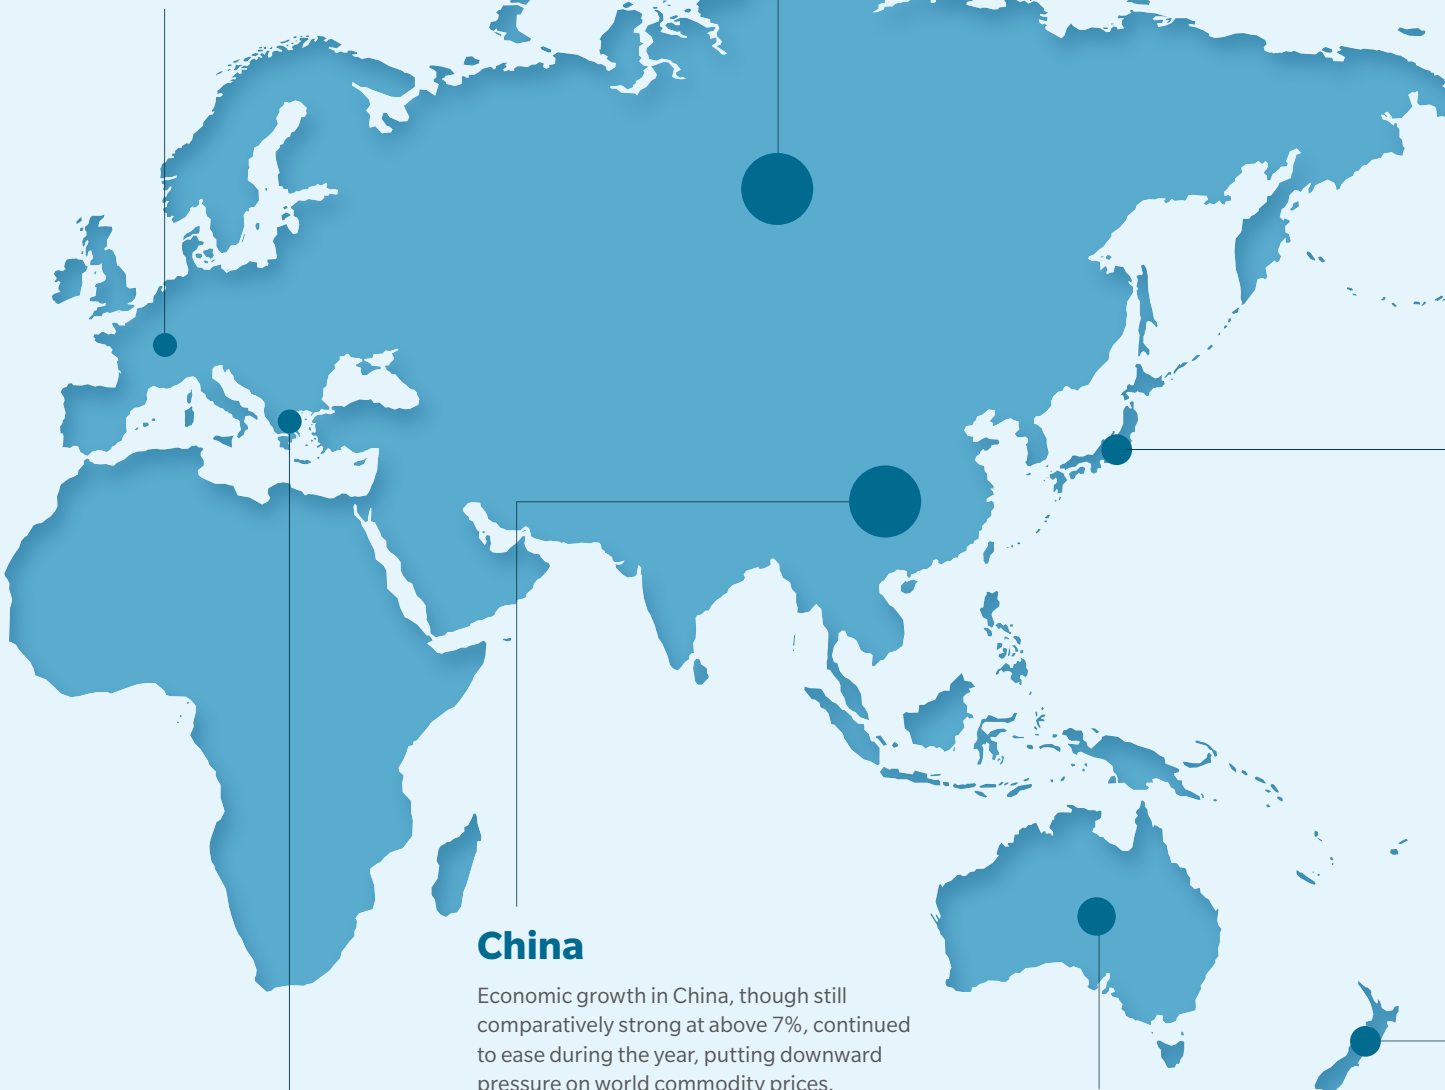 China
Economic growth in China, though still
comparatively strong at above 7%, continued
to ease during the year, putting downward
pressure on world commodity prices.